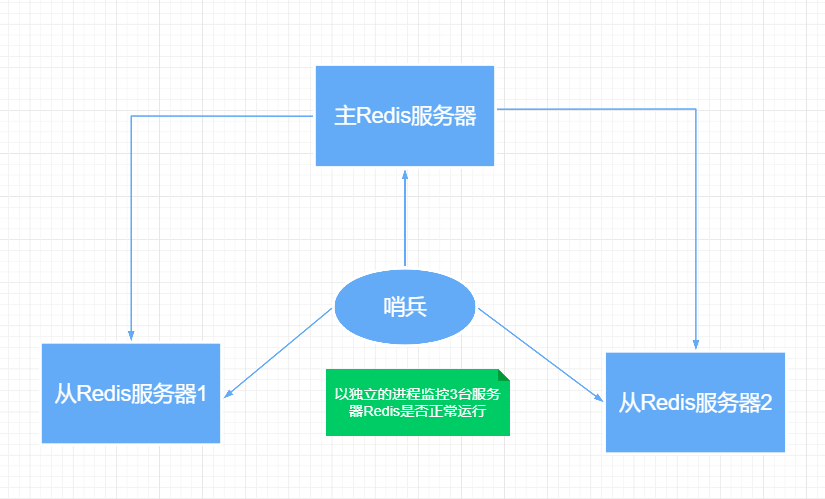 主Redis服务器
哨兵
从Redis服务器1
以独立的进程监控3台服务
器Redis是否正常运行
从Redis服务器2